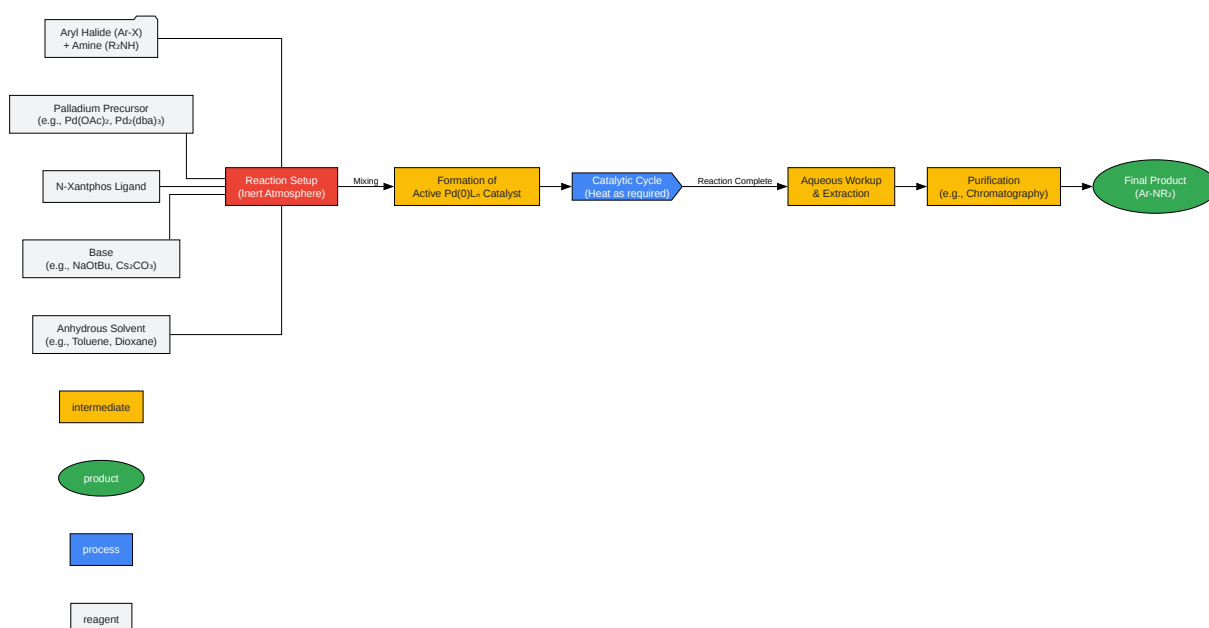 Aryl Halide (Ar-X)
+ Amine (R₂NH)
Palladium Precursor
(e.g., Pd(OAc)₂, Pd₂(dba)₃)
N-Xantphos Ligand
Base
(e.g., NaOtBu, Cs₂CO₃)
Anhydrous Solvent
(e.g., Toluene, Dioxane)
Reaction Setup
(Inert Atmosphere)
Mixing
Formation of
Active Pd(0)Lₙ Catalyst
Catalytic Cycle
(Heat as required)
Reaction Complete
Aqueous Workup
& Extraction
Purification
(e.g., Chromatography)
Final Product
(Ar-NR₂)
intermediate
product
process
reagent